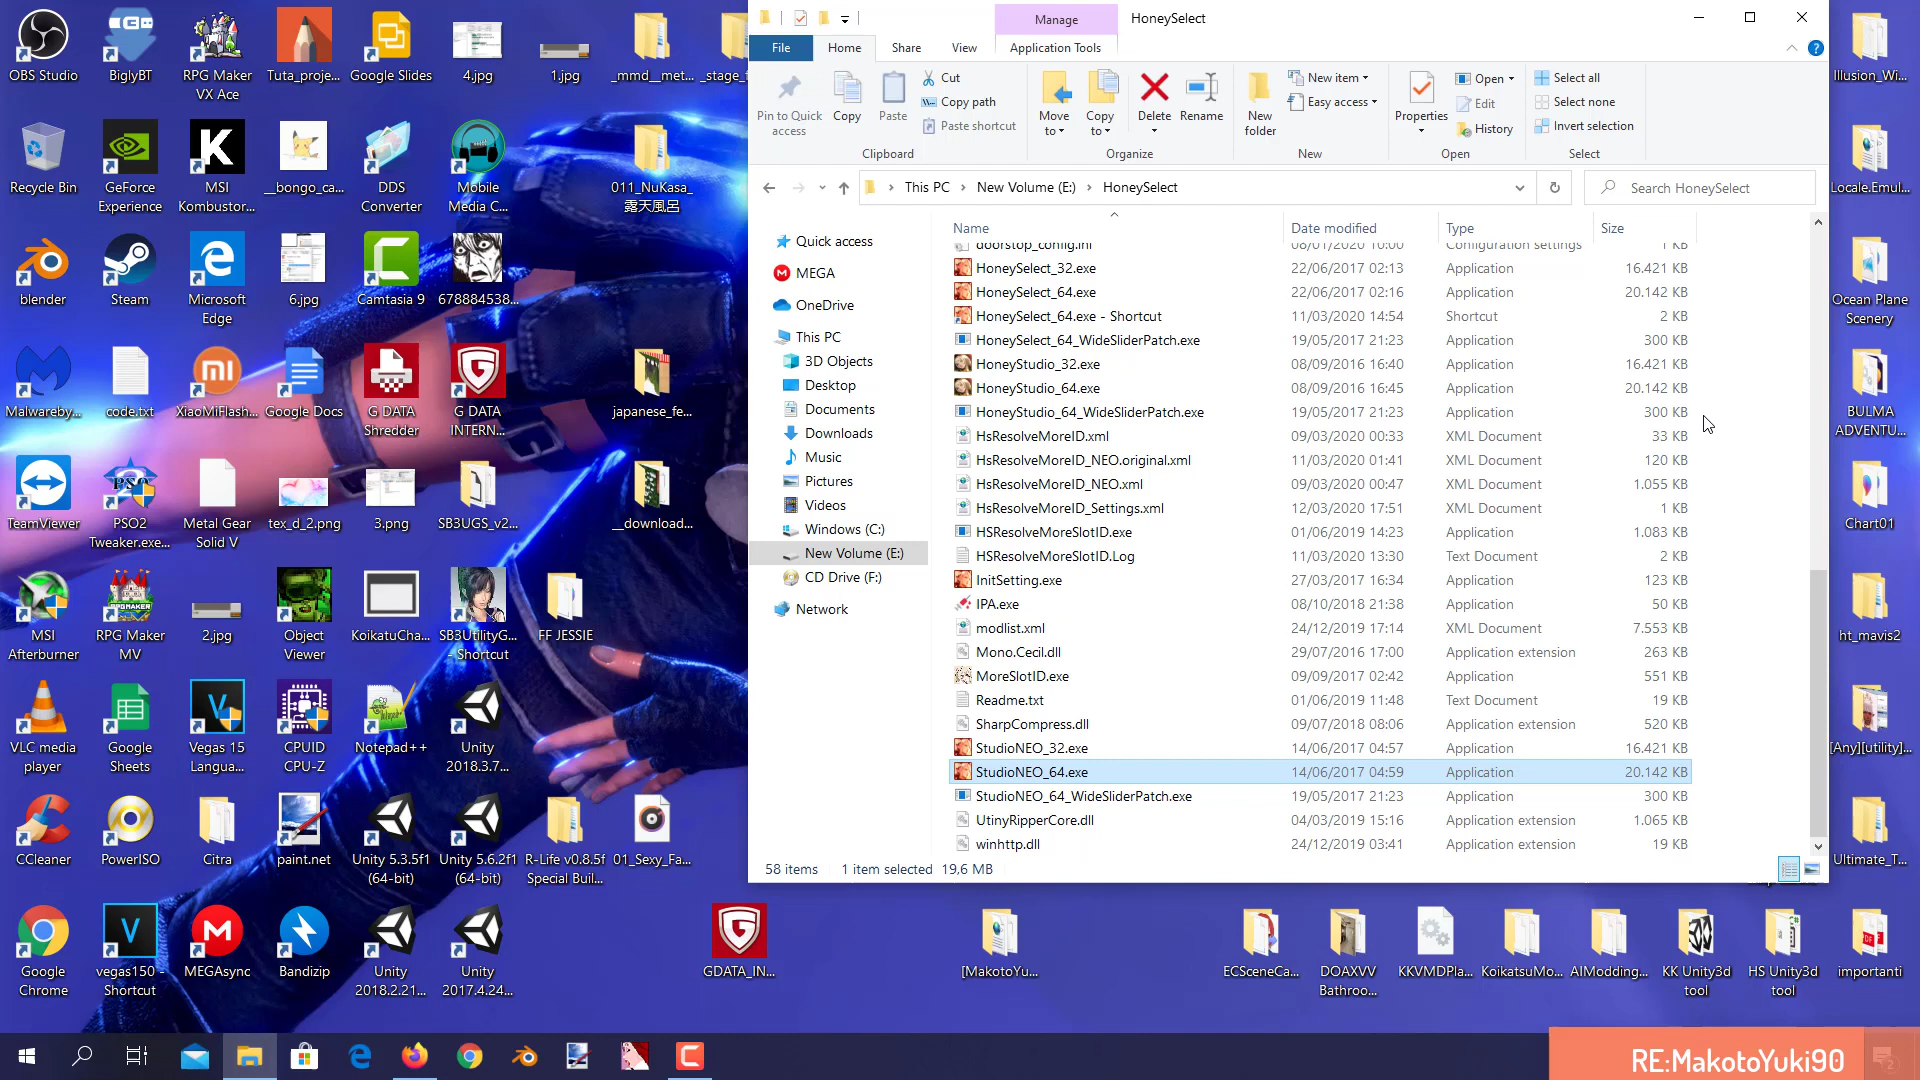 OBS Studio
BiglyBT
RPG Maker
VX Ace
Tuta_proje...
Google Slides
4.jpg
1.jpg
_mmd__met...
_stage_f
Recycle Bin
GeForce
Experience
MSI
Kombustor...
__bongo_ca...
DDS
Converter
Mobile
Media C...
011_NuKasa_
露天風呂
blender
Steam
Microsoft
Edge
6.jpg
Camtasia 9
678884538...
Malwareby...
code.txt
XiaoMiFlash...
Google Docs
G DATA
Shredder
G DATA
INTERN...
japanese_fe...
TeamViewer
PSO2
Tweaker.exe...
Metal Gear
Solid V
tex_d_2.png
3.png
SB3UGS_v2...
__download...
MSI
Afterburner
RPG Maker
MV
2.jpg
Object
Viewer
KoikatuCha...
SB3UtilityG...
- Shortcut
FF JESSIE
VLC media
player
Google
Sheets
Vegas 15
Langua...
CPUID
CPU-Z
Notepad++
Unity
2018.3.7...
CCleaner
PowerISO
Citra
paint.net
Unity 5.3.5f1
(64-bit)
Unity 5.6.2f1
(64-bit)
R-Life v0.8.5f
Special Buil...
01_Sexy_Fa...
Google
Chrome
vegas150 -
Shortcut
MEGAsync
Bandizip
Unity
2018.2.21...
Unity
2017.4.24...
GDATA_IN...
[MakotoYu...
ECSceneCa...
DOAXVV
Bathroo...
KKVMDPla...
KoikatsuMo...
AIModding...
KK Unity3d
tool
HS Unity3d
tool
importanti
Illusion_Wi...
Locale.Emul...
Ocean Plane
Scenery
BULMA
ADVENTU...
Chart01
ht_mavis2
[Any][utility]...
Ultimate_T...
Manage
HoneySelect
File
Home
Share
View
Application Tools
Pin to Quick
access
Copy
Paste
Cut
Copy path
Paste shortcut
Clipboard
Move
to
Copy
to
Delete
Rename
Organize
New
folder
New item
Easy access
New
Properties
Open
Edit
History
Open
Select all
Select none
Invert selection
Select
This PC
New Volume (E:)
HoneySelect
Search HoneySelect
Quick access
MEGA
OneDrive
This PC
3D Objects
Desktop
Documents
Downloads
Music
Pictures
Videos
Windows (C:)
New Volume (E:)
CD Drive (F:)
Network
Name Date modified Type Size
doorstop_config.ini 08/01/2020 10:00 Configuration settings 1 KB
HoneySelect_32.exe 22/06/2017 02:13 Application 16.421 KB
HoneySelect_64.exe 22/06/2017 02:16 Application 20.142 KB
HoneySelect_64.exe - Shortcut 11/03/2020 14:54 Shortcut 2 KB
HoneySelect_64_WideSliderPatch.exe 19/05/2017 21:23 Application 300 KB
HoneyStudio_32.exe 08/09/2016 16:40 Application 16.421 KB
HoneyStudio_64.exe 08/09/2016 16:45 Application 20.142 KB
HoneyStudio_64_WideSliderPatch.exe 19/05/2017 21:23 Application 300 KB
HsResolveMoreID.xml 09/03/2020 00:33 XML Document 33 KB
HsResolveMoreID_NEO.original.xml 11/03/2020 01:41 XML Document 120 KB
HsResolveMoreID_NEO.xml 09/03/2020 00:47 XML Document 1.055 KB
HsResolveMoreID_Settings.xml 12/03/2020 17:51 XML Document 1 KB
HSResolveMoreSlotID.exe 01/06/2019 14:23 Application 1.083 KB
HSResolveMoreSlotID.Log 11/03/2020 13:30 Text Document 2 KB
InitSetting.exe 27/03/2017 16:34 Application 123 KB
IPA.exe 08/10/2018 21:38 Application 50 KB
modlist.xml 24/12/2019 17:14 XML Document 7.553 KB
Mono.Cecil.dll 29/07/2016 17:00 Application extension 263 KB
MoreSlotID.exe 09/09/2017 02:42 Application 551 KB
Readme.txt 01/06/2019 11:48 Text Document 19 KB
SharpCompress.dll 09/07/2018 08:06 Application extension 520 KB
StudioNEO_32.exe 14/06/2017 04:57 Application 16.421 KB
StudioNEO_64.exe 14/06/2017 04:59 Application 20.142 KB
StudioNEO_64_WideSliderPatch.exe 19/05/2017 21:23 Application 300 KB
UtinyRipperCore.dll 04/03/2019 15:16 Application extension 1.065 KB
winhttp.dll 24/12/2019 03:41 Application extension 19 KB
58 items 1 item selected 19,6 MB
RE:MakotoYuki90